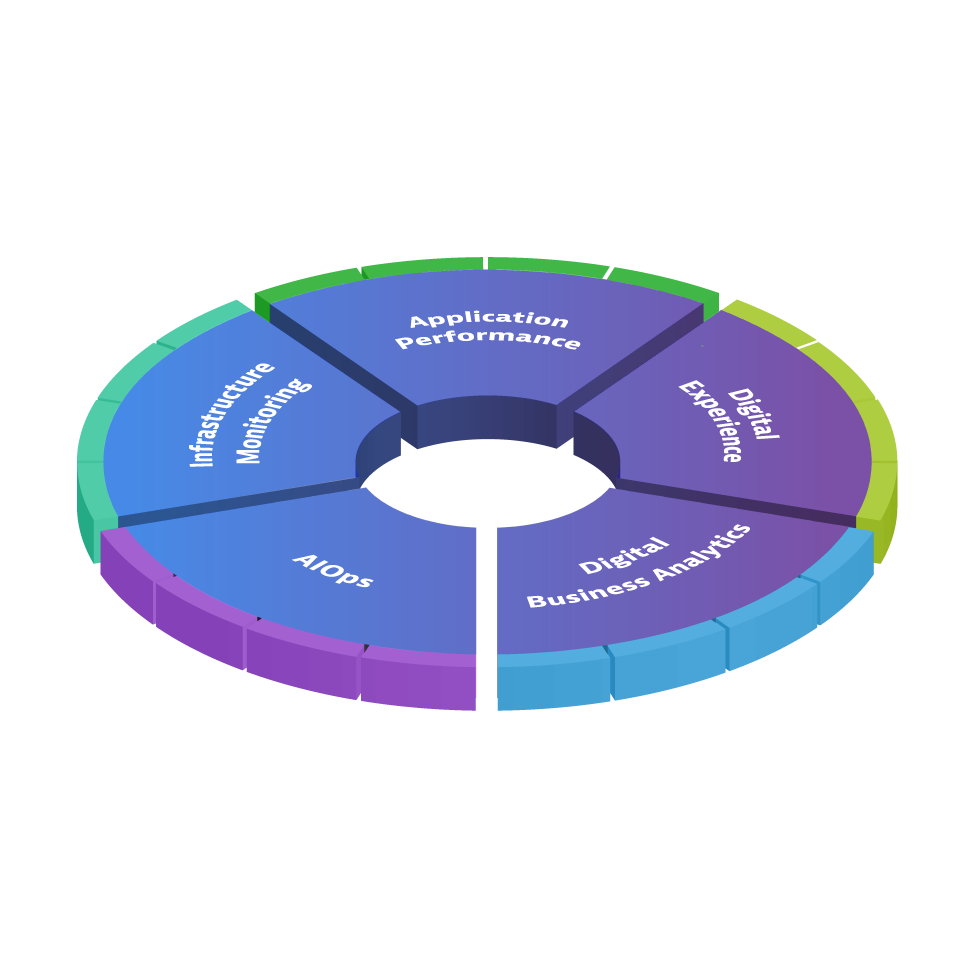 Application
Performance
Infrastructure
Monitoring
Digital
Experience
AIOps
Digital
Business Analytics